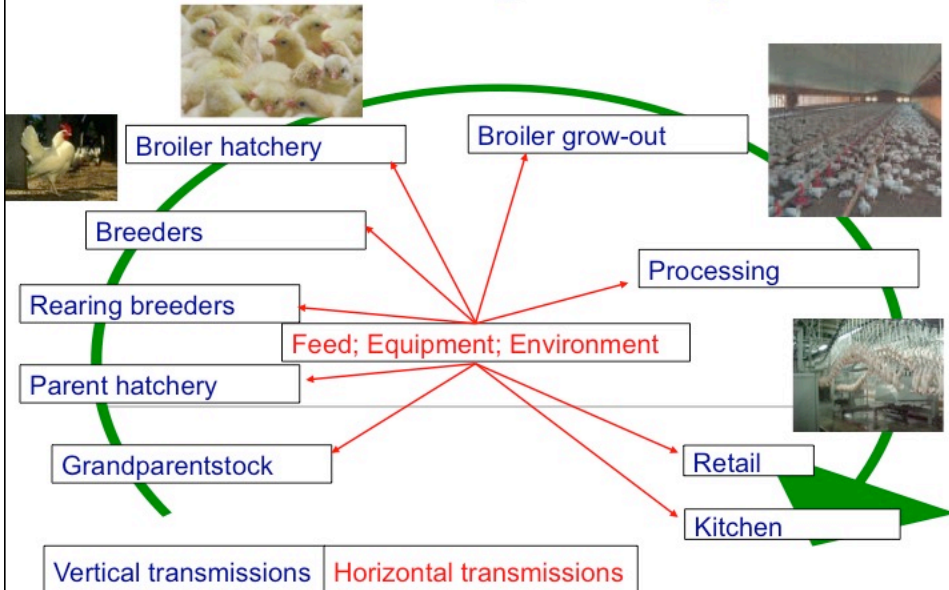 Broiler hatchery
Broiler grow-out
Breeders
Processing
Rearing breeders
Feed; Equipment; Environment
Parent hatchery
Grandparentstock
Retail
Kitchen
Vertical transmissions
Horizontal transmissions